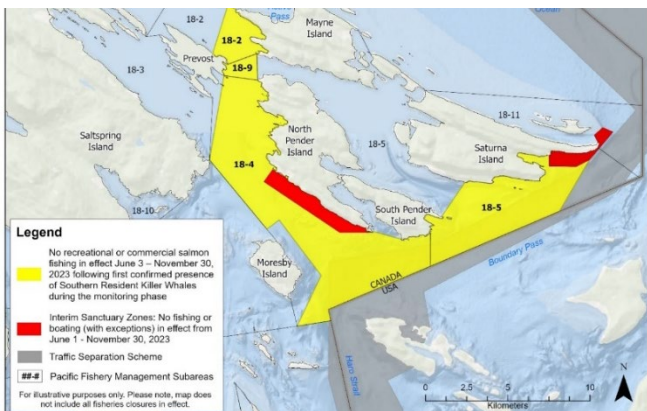 Active Pass
Ocean
18-2
18-2
Mayne
Island
Prevost
18-9
18-3
18-11
North
Pender
Island
Saltspring
Island
18-5
Saturna
Island
18-4
18-10
South Pender
Island
18-5
Moresby
Island
Boundary Pass
CANADA
USA
Haro Strait
Legend
No recreational or commercial salmon
fishing in effect June 3 – November 30,
2023 following first confirmed presence
of Southern Resident Killer Whales
during the monitoring phase
Interim Sanctuary Zones: No fishing or
boating (with exceptions) in effect from
June 1 - November 30, 2023
Traffic Separation Scheme
##-# Pacific Fishery Management Subareas
For illustrative purposes only. Please note, map does
not include all fisheries closures in effect.
N
0 2.5 5 10
Kilometers